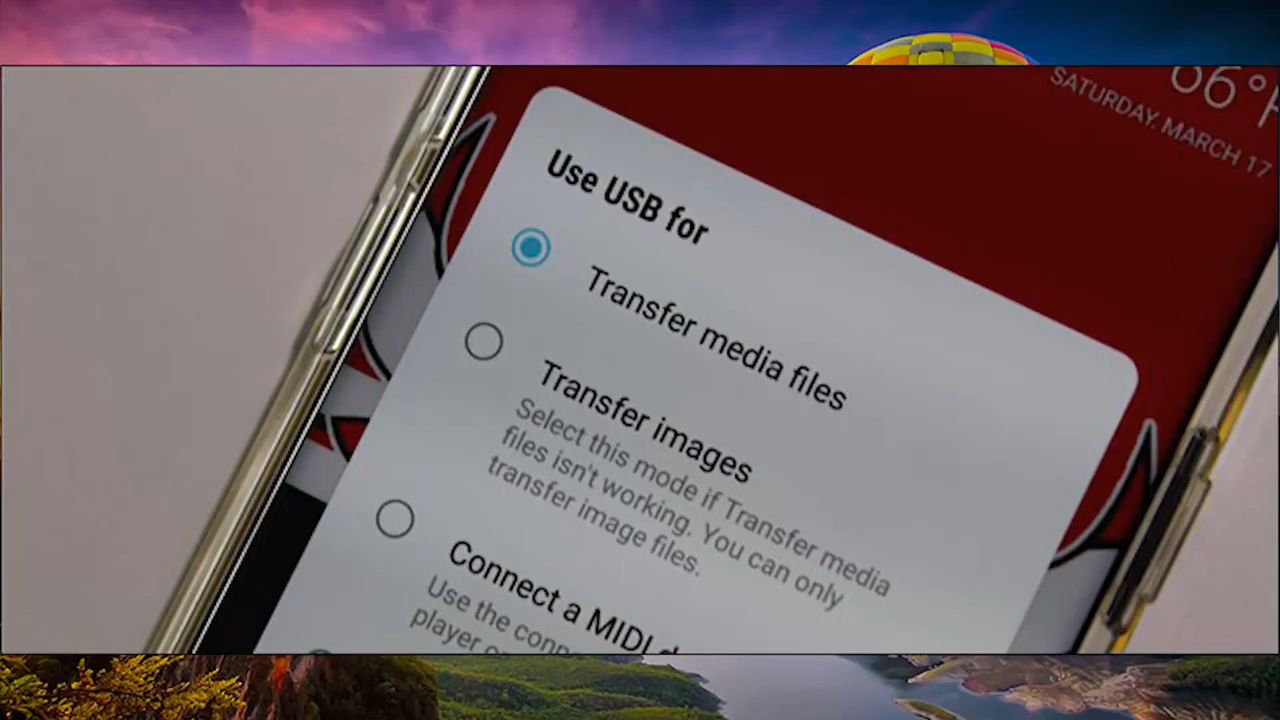 66°F
SATURDAY, MARCH 17
Use USB for
Transfer media files
Transfer images
Select this mode if Transfer media
files isn't working. You can only
transfer image files.
Connect a MIDI
Use the
player